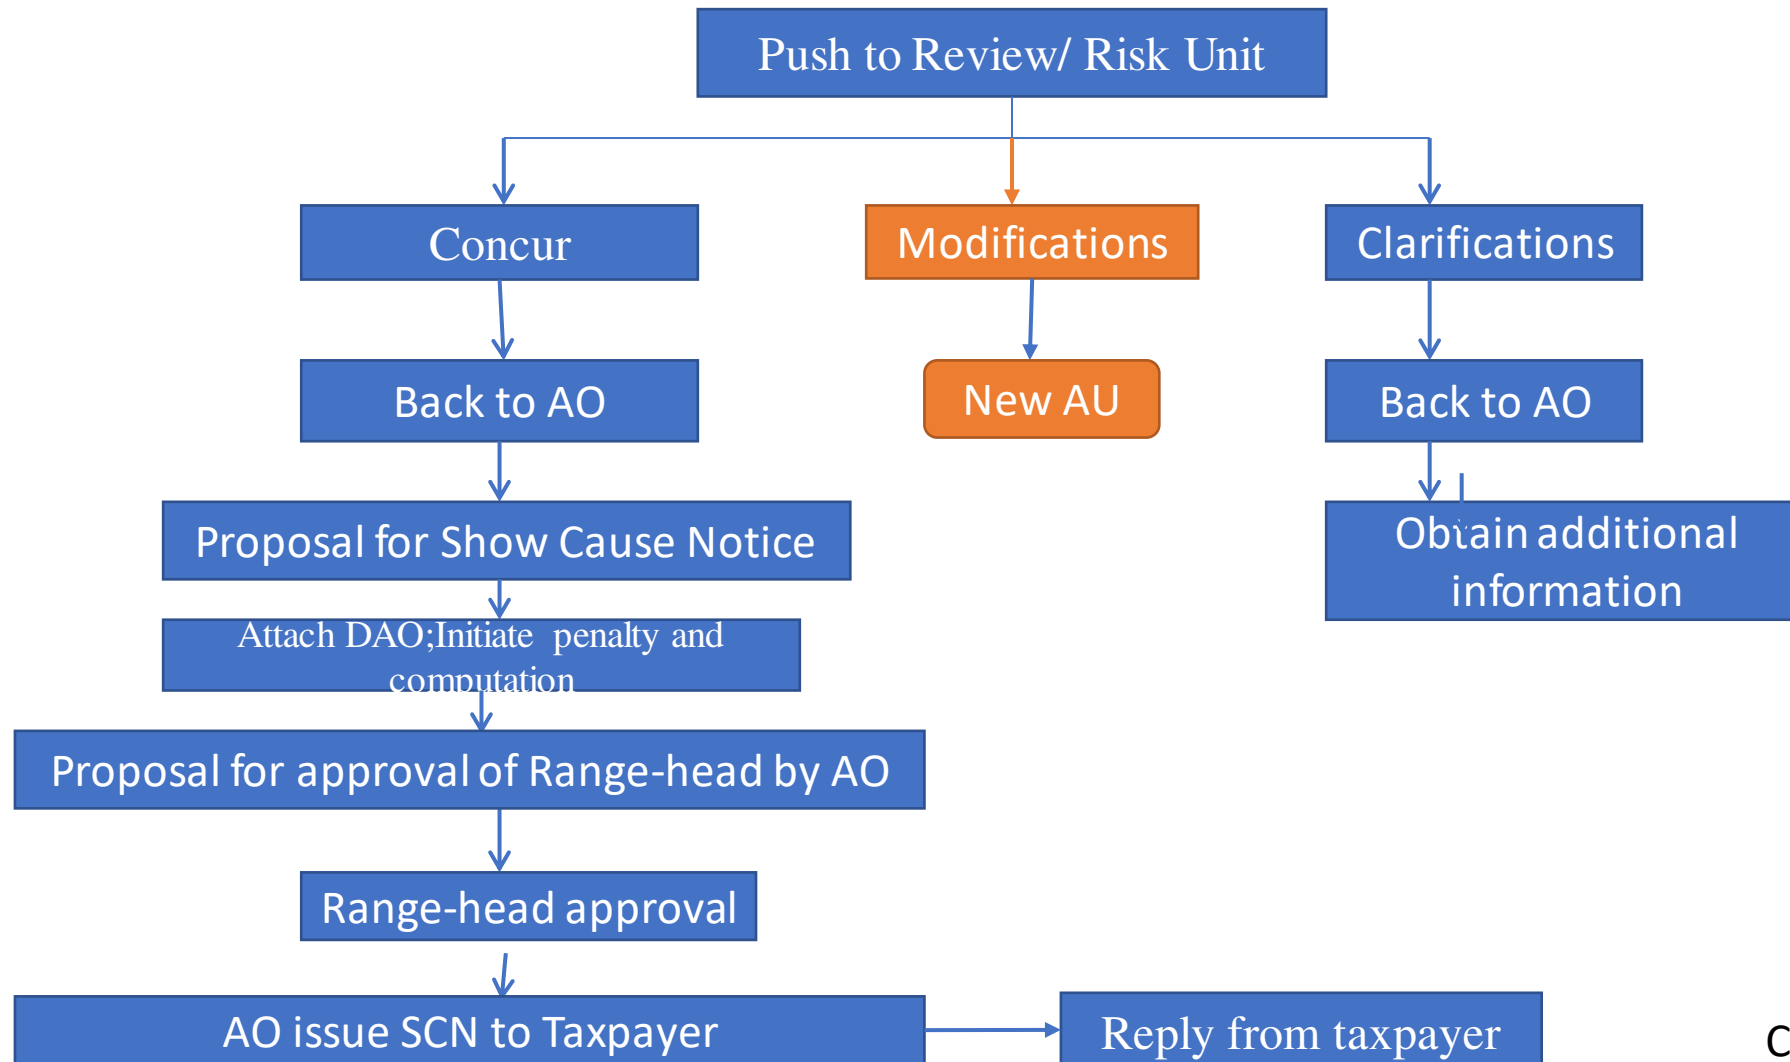 Push to Review/ Risk Unit
Concur
Modifications
Clarifications
Back to AO
New AU
Back to AO
Proposal for Show Cause Notice
Obtain additional
information
Attach DAO;Initiate penalty and
computation
Proposal for approval of Range-head by AO
Range-head approval
AO issue SCN to Taxpayer
Reply from taxpayer
C